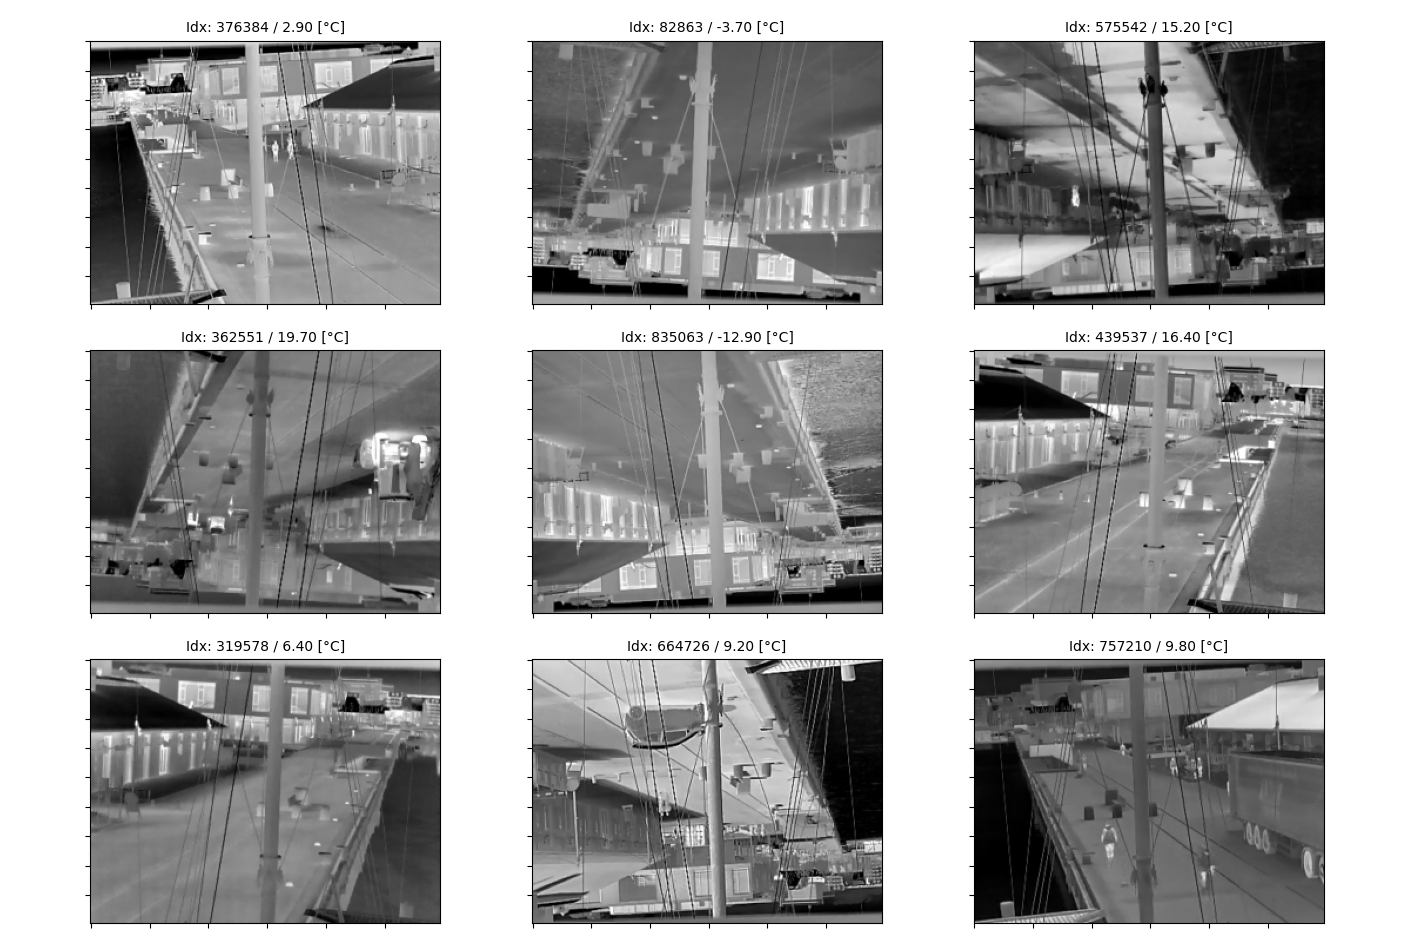 Idx: 376384 / 2.90 [°C]
Idx: 82863 / -3.70 [°C]
Idx: 575542 / 15.20 [°C]
Idx: 362551 / 19.70 [°C]
Idx: 835063 / -12.90 [°C]
Idx: 439537 / 16.40 [°C]
Idx: 319578 / 6.40 [°C]
Idx: 664726 / 9.20 [°C]
Idx: 757210 / 9.80 [°C]